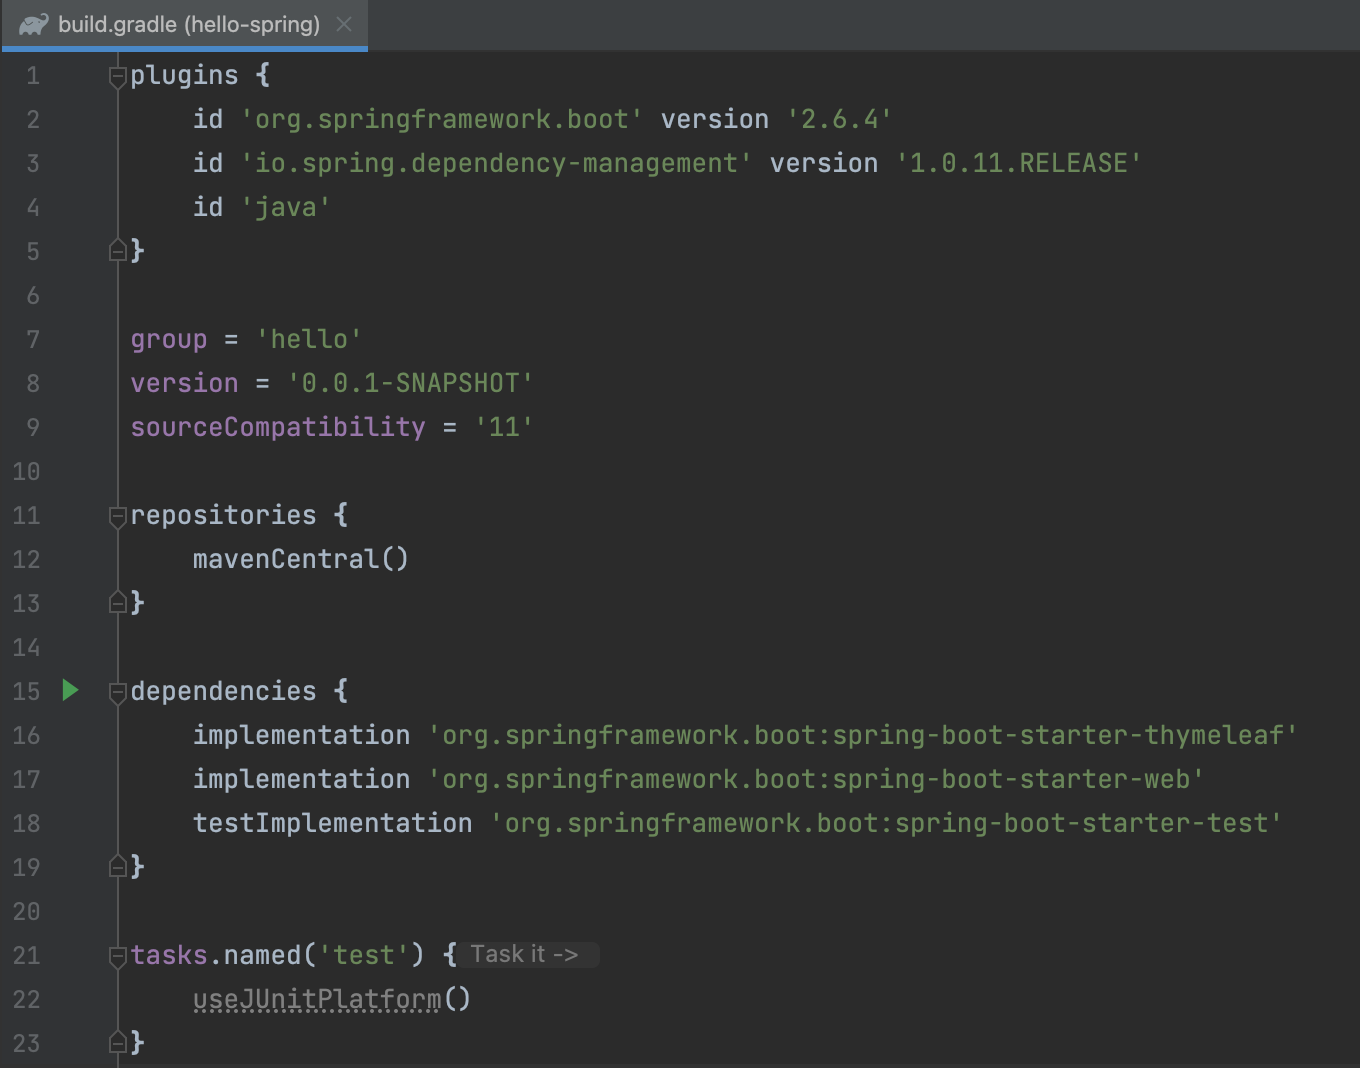 build.gradle (hello-spring)
1 plugins {
2 id 'org.springframework.boot' version '2.6.4'
3 id 'io.spring.dependency-management' version '1.0.11.RELEASE'
4 id 'java'
5 }
6
7 group = 'hello'
8 version = '0.0.1-SNAPSHOT'
9 sourceCompatibility = '11'
10
11 repositories {
12 mavenCentral()
13 }
14
15 dependencies {
16 implementation 'org.springframework.boot:spring-boot-starter-thymeleaf'
17 implementation 'org.springframework.boot:spring-boot-starter-web'
18 testImplementation 'org.springframework.boot:spring-boot-starter-test'
19 }
20
21 tasks.named('test') { Task it ->
22 useJUnitPlatform()
23 }